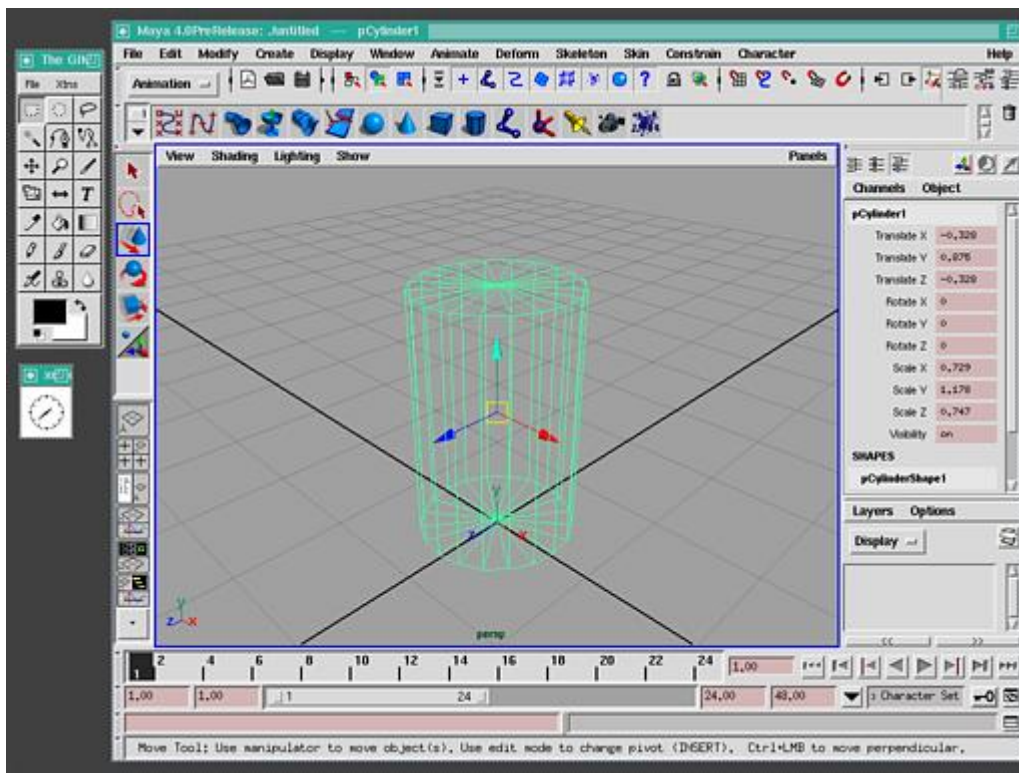 Maya 4.0PreRelease: ./untitled — pCylinder1
The GIM
File Edit Modify Create Display Window Animate Deform Skeleton Skin Constrain Character Help
File Xtns
Animation
View Shading Lighting Show Panels
Channels Object
pCylinder1
Translate X -0.328
Translate Y 0.875
Translate Z -0.328
Rotate X 0
Rotate Y 0
Rotate Z 0
Scale X 0.729
Scale Y 1.178
Scale Z 0.747
Visibility on
SHAPES
pCylinderShape1
Layers Options
Display
y
z x
y
z x
persp
<< >>
1 2 4 6 8 10 12 14 16 18 20 22 24 1.00
1.00 1.00 1 24 24.00 48.00 Character Set
Move Tool: Use manipulator to move object(s). Use edit mode to change pivot (INSERT). Ctrl+LMB to move perpendicular.